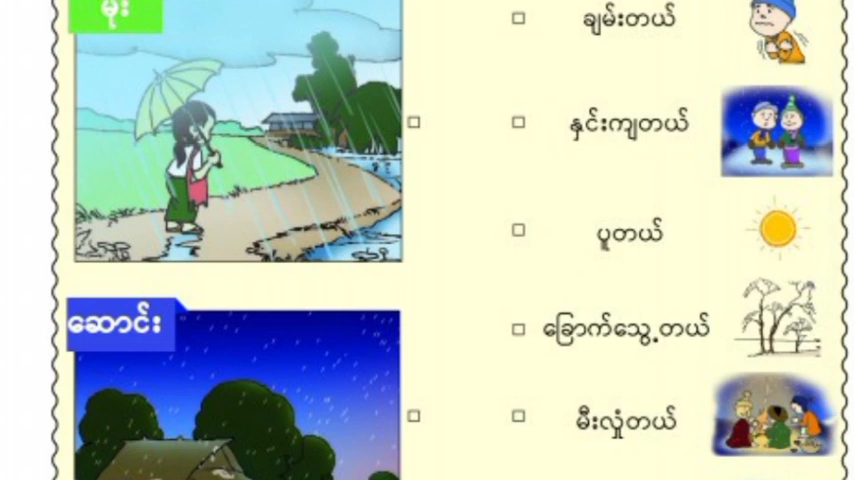 မိုး
ချမ်းတယ်
နှင်းကျတယ်
ပူတယ်
ဆောင်း
ခြောက်သွေ့တယ်
မီးလှုံတယ်